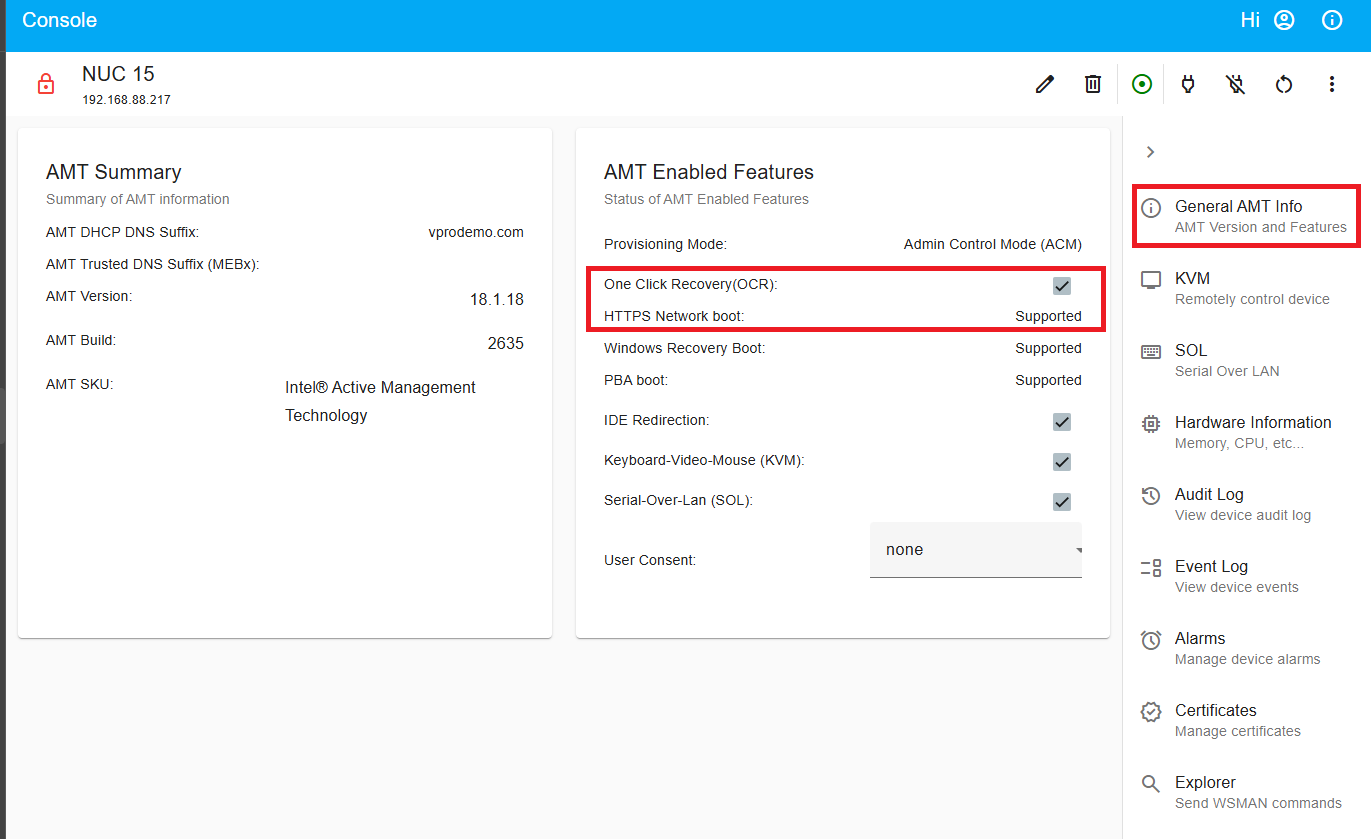 Console
Hi
NUC 15
192.168.88.217
AMT Summary
Summary of AMT information
AMT DHCP DNS Suffix: vprodemo.com
AMT Trusted DNS Suffix (MEBx):
AMT Version: 18.1.18
AMT Build: 2635
AMT SKU: Intel® Active Management
Technology
AMT Enabled Features
Status of AMT Enabled Features
Provisioning Mode: Admin Control Mode (ACM)
One Click Recovery(OCR):
HTTPS Network boot: Supported
Windows Recovery Boot: Supported
PBA boot: Supported
IDE Redirection:
Keyboard-Video-Mouse (KVM):
Serial-Over-Lan (SOL):
User Consent: none
General AMT Info
AMT Version and Features
KVM
Remotely control device
SOL
Serial Over LAN
Hardware Information
Memory, CPU, etc...
Audit Log
View device audit log
Event Log
View device events
Alarms
Manage device alarms
Certificates
Manage certificates
Explorer
Send WSMAN commands